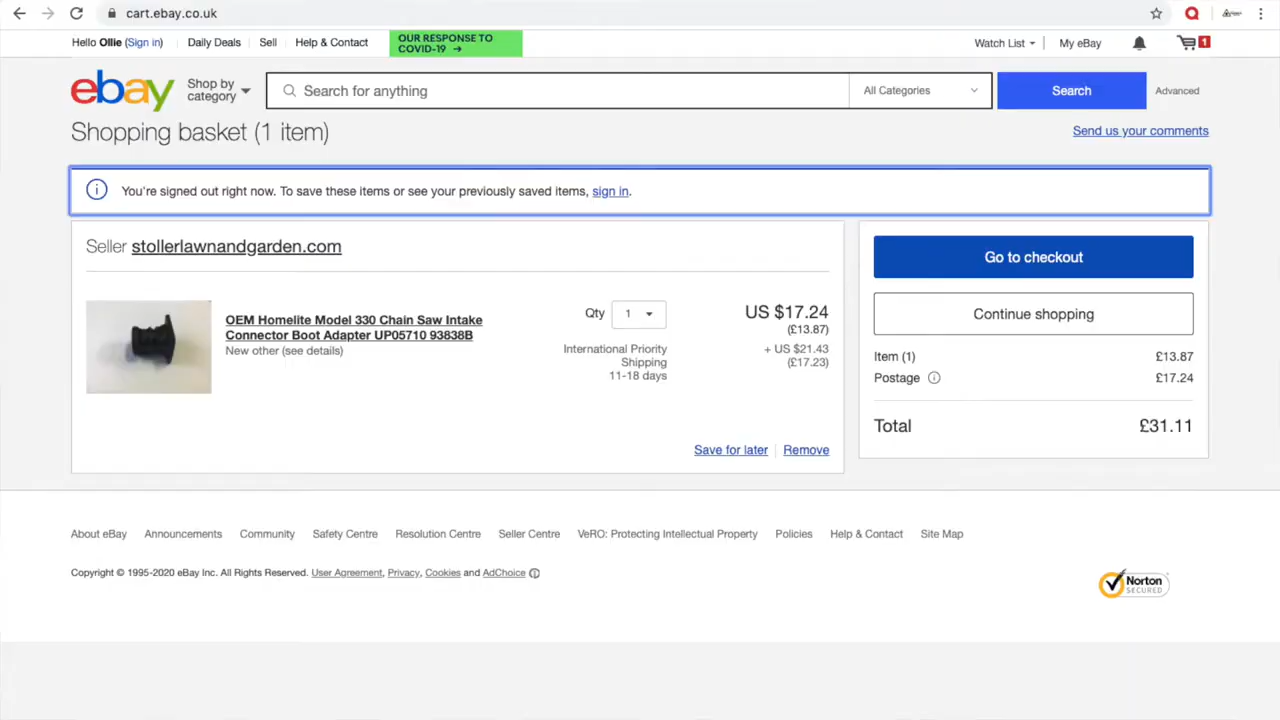 cart.ebay.co.uk
Hello Ollie (Sign in)
Daily Deals
Sell
Help & Contact
OUR RESPONSE TO
COVID-19 →
Watch List
My eBay
1
ebay
Shop by
category
Search for anything
All Categories
Search
Advanced
Shopping basket (1 item)
Send us your comments
You're signed out right now. To save these items or see your previously saved items, sign in.
Seller stollerlawnandgarden.com
OEM Homelite Model 330 Chain Saw Intake
Connector Boot Adapter UP05710 93838B
New other (see details)
Qty 1
US $17.24
(£13.87)
International Priority
Shipping
11-18 days
+ US $21.43
(£17.23)
Save for later
Remove
Go to checkout
Continue shopping
Item (1) £13.87
Postage £17.24
Total £31.11
About eBay Announcements Community Safety Centre Resolution Centre Seller Centre VeRO: Protecting Intellectual Property Policies Help & Contact Site Map
Copyright © 1995-2020 eBay Inc. All Rights Reserved. User Agreement, Privacy, Cookies and AdChoice
Norton
SECURED